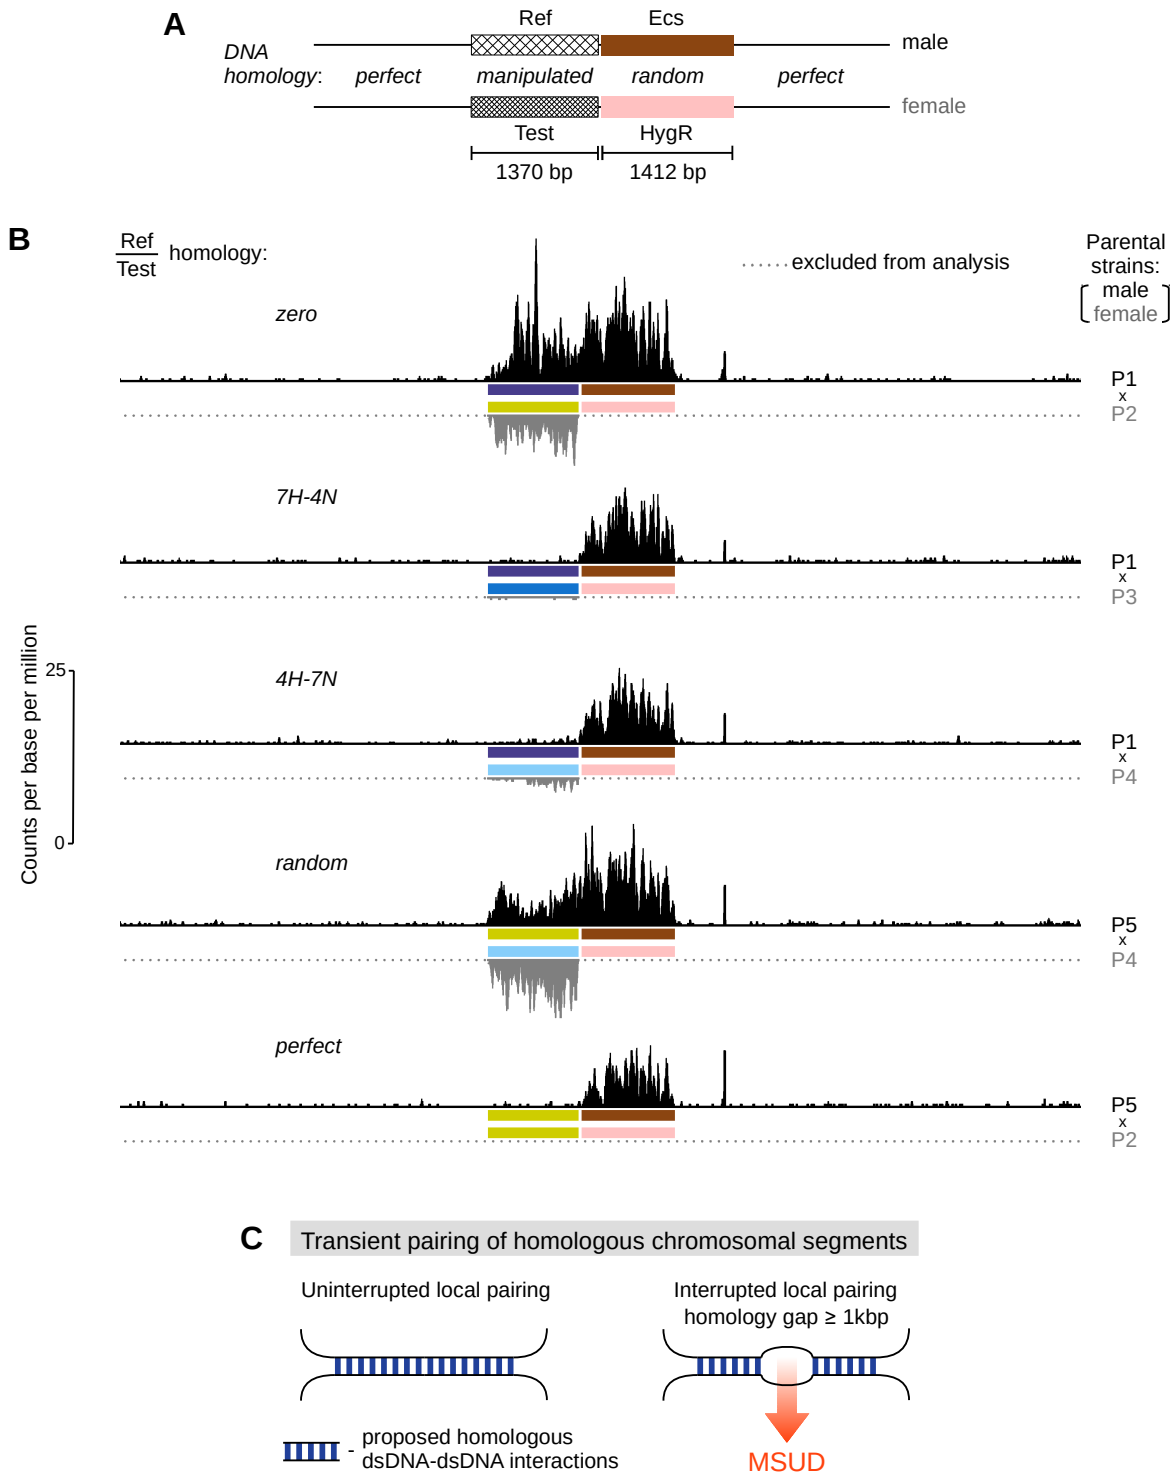 A
Ref Ecs
male
DNA
homology: perfect manipulated random perfect
female
Test HygR
1370 bp 1412 bp
B
Ref
Test
homology:
excluded from analysis
Parental
strains:
male
female
zero
P1
x
P2
7H-4N
P1
x
P3
Counts per base per million
25
0
4H-7N
P1
x
P4
random
P5
x
P4
perfect
P5
x
P2
C Transient pairing of homologous chromosomal segments
Uninterrupted local pairing
Interrupted local pairing
homology gap ≥ 1kbp
- proposed homologous
dsDNA-dsDNA interactions
MSUD